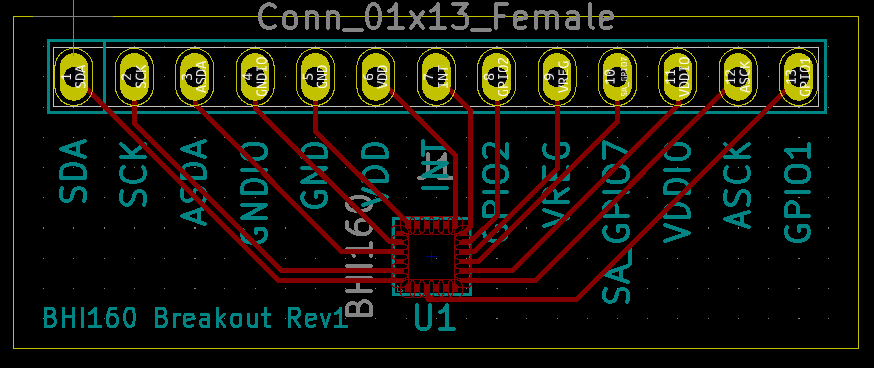 Conn_01x13_Female
1 SDA
2 SCK
3 ASDA
4 GNDIO
5 GND
6 VDD
7 INT
8 GPIO2
9 VREG
10 SA_GPIO7
11 VDDIO
12 ASCK
13 GPIO1
SDA
SCK
ASDA
GNDIO
GND
VDD
INT
GPIO2
VREG
SA_GPIO7
VDDIO
ASCK
GPIO1
BHI160
BHI160 Breakout Rev1
U1